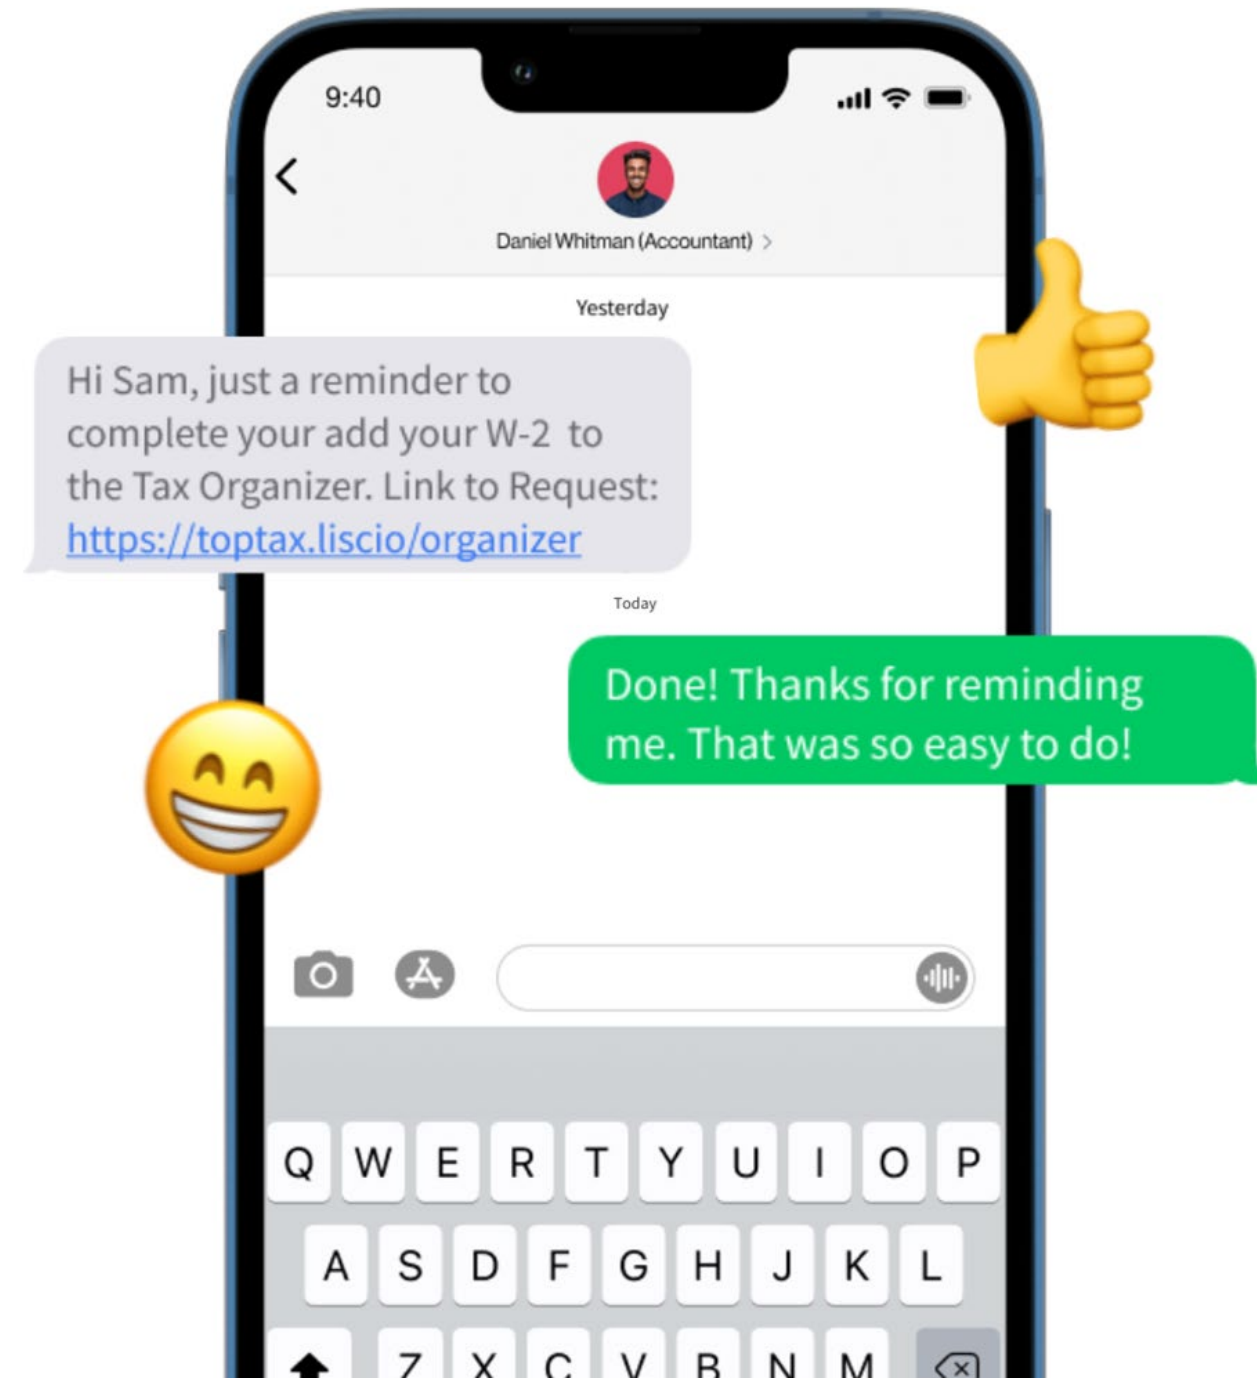 9:40
Daniel Whitman (Accountant)
Yesterday
Hi Sam, just a reminder to
complete your add your W-2 to
the Tax Organizer. Link to Request:
https://toptax.liscio/organizer
Today
Done! Thanks for reminding
me. That was so easy to do!
Q W E R T Y U I O P
A S D F G H J K L
Z X C V B N M